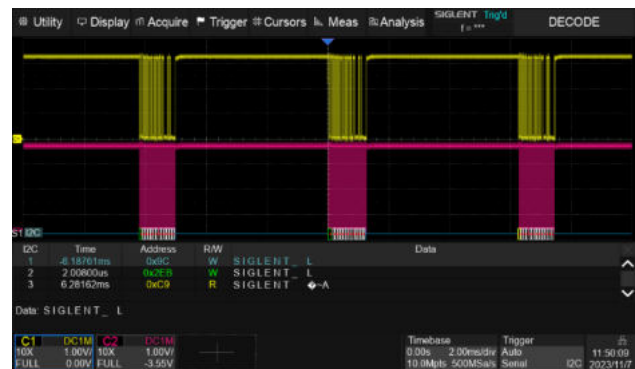 Utility Display Acquire Trigger Cursors Meas Analysis SIGLENT Trig'd f = *** DECODE
S1 I2C
I2C Time Address R/W Data
1 -6.18761ms 0x9C W SIGLENT_ L
2 2.00800us 0x2EB W SIGLENT_ L
3 6.28162ms 0xC9 R SIGLENT �~A
Data: SIGLENT_ L
C1 DC1M C2 DC1M Timebase Trigger
10X 1.00V/ 10X 1.00V/ 0.00s 2.00ms/div Auto 11:50:09
FULL 0.00V FULL -3.55V 10.0Mpts 500MSa/s Serial I2C 2023/11/7